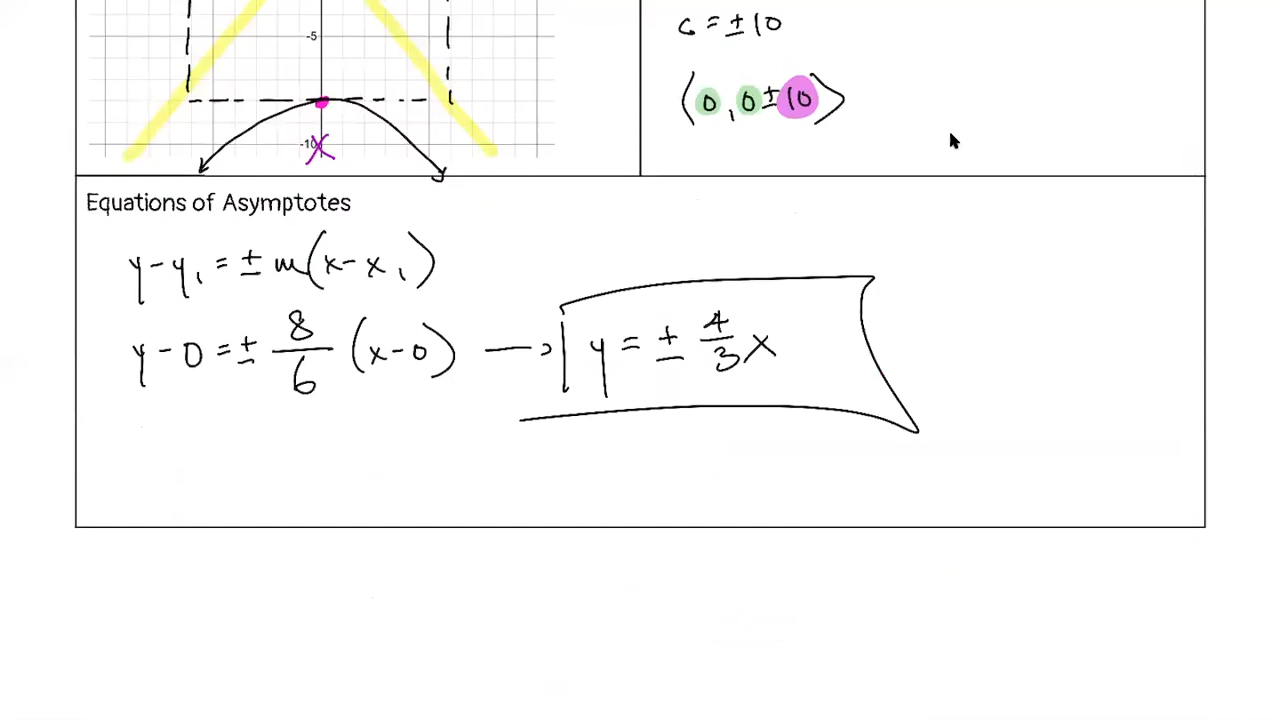 -5
-10
X
c = ±10
(0, 0 ± 10)
Equations of Asymptotes
y - y₁ = ± m(x - x₁)
y - 0 = ± 8/6 (x - 0) → y = ± 4/3 x